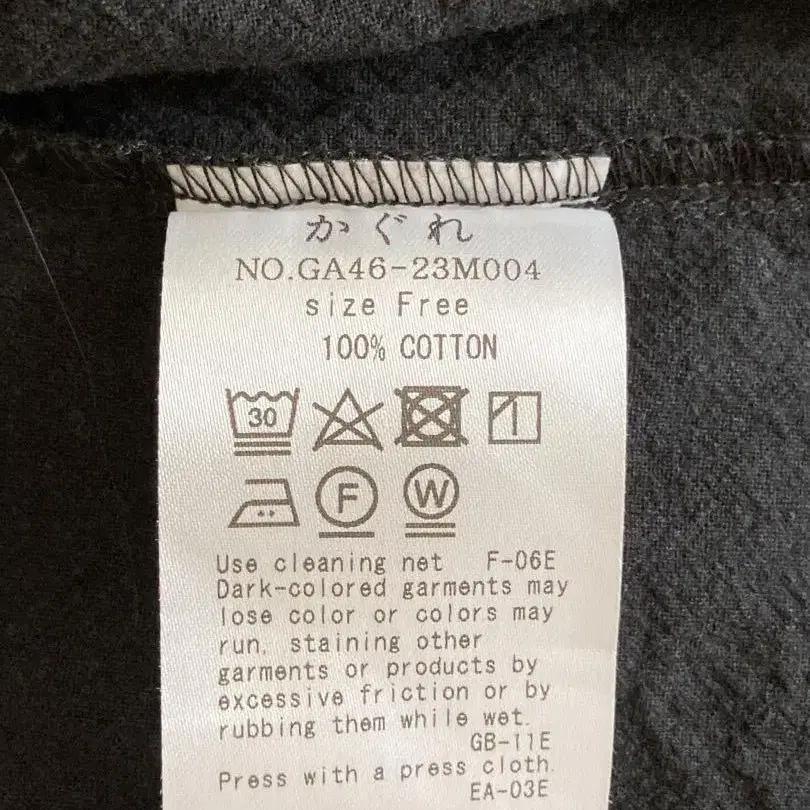 かぐれ
NO.GA46-23M004
size Free
100% COTTON
30
F W
Use cleaning net F-06E
Dark-colored garments may
lose color or colors may
run, staining other
garments or products by
excessive friction or by
rubbing them while wet.
GB-11E
Press with a press cloth.
EA-03E